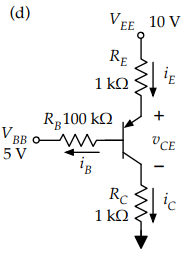 (d)
V_EE 10 V
R_E
1 kΩ
i_E
+
R_B 100 kΩ
V_BB
5 V
v_CE
i_B
−
R_C
1 kΩ
i_C